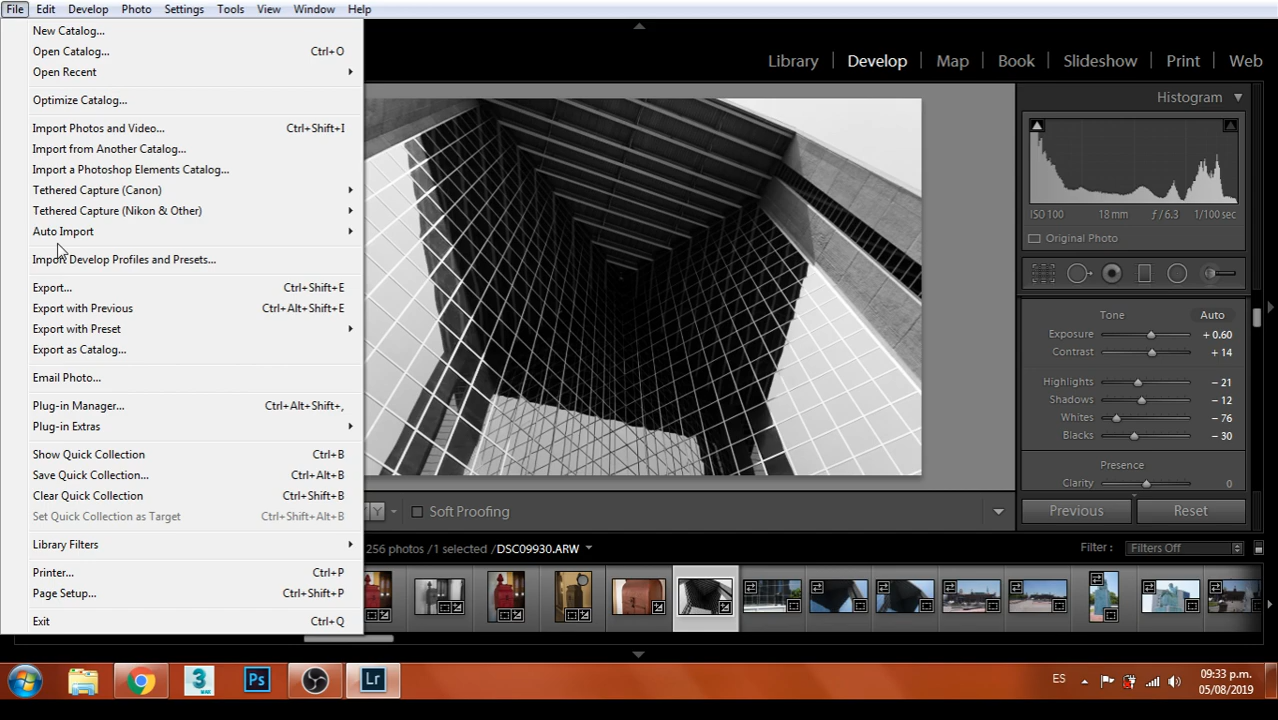 File Edit Develop Photo Settings Tools View Window Help
New Catalog...
Open Catalog... Ctrl+O
Open Recent
Optimize Catalog...
Import Photos and Video... Ctrl+Shift+I
Import from Another Catalog...
Import a Photoshop Elements Catalog...
Tethered Capture (Canon)
Tethered Capture (Nikon & Other)
Auto Import
Import Develop Profiles and Presets...
Export... Ctrl+Shift+E
Export with Previous Ctrl+Alt+Shift+E
Export with Preset
Export as Catalog...
Email Photo...
Plug-in Manager... Ctrl+Alt+Shift+,
Plug-in Extras
Show Quick Collection Ctrl+B
Save Quick Collection... Ctrl+Alt+B
Clear Quick Collection Ctrl+Shift+B
Set Quick Collection as Target Ctrl+Shift+Alt+B
Library Filters
Printer... Ctrl+P
Page Setup... Ctrl+Shift+P
Exit Ctrl+Q
Library Develop Map Book Slideshow Print Web
Histogram
ISO 100 18 mm f / 6.3 1/100 sec
Original Photo
Tone Auto
Exposure + 0.60
Contrast + 14
Highlights − 21
Shadows − 12
Whites − 76
Blacks − 30
Presence
Clarity 0
Previous Reset
Y Soft Proofing
256 photos / 1 selected / DSC09930.ARW
Filter : Filters Off
3 MAX Ps Lr
ES
09:33 p.m.
05/08/2019